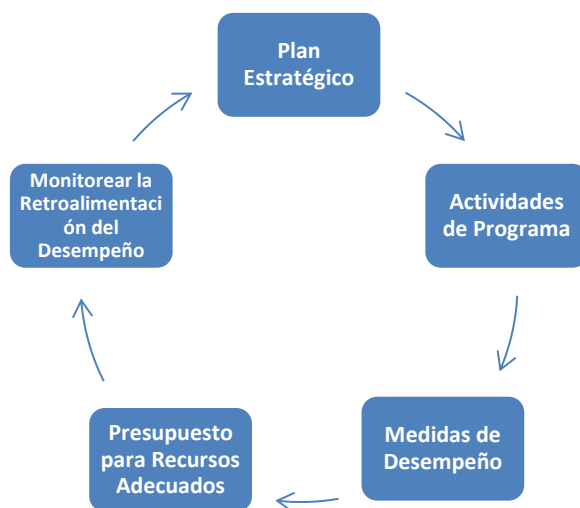 Plan
Estratégico
Actividades
de Programa
Medidas de
Desempeño
Presupuesto
para Recursos
Adecuados
Monitorear la
Retroalimentaci
ón del
Desempeño